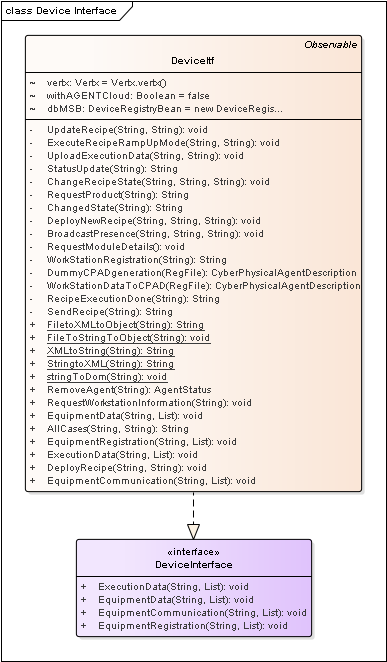 class Device Interface
Observable
DeviceItf
~ vertx: Vertx = Vertx.vertx()
~ withAGENTCloud: Boolean = false
~ dbMSB: DeviceRegistryBean = new DeviceRegis...
- UpdateRecipe(String, String): void
- ExecuteRecipeRampUpMode(String, String): void
- UploadExecutionData(String, String): void
- StatusUpdate(String): String
- ChangeRecipeState(String, String, String): void
- RequestProduct(String): String
- ChangedState(String): String
- DeployNewRecipe(String, String, String): void
- BroadcastPresence(String, String, String): void
- RequestModuleDetails(): void
- WorkStationRegistration(String): String
- DummyCPADgeneration(RegFile): CyberPhysicalAgentDescription
- WorkStationDataToCPAD(RegFile): CyberPhysicalAgentDescription
- RecipeExecutionDone(String): String
- SendRecipe(String): String
+ FiletoXMLtoObject(String): String
+ FileToStringToObject(String): void
+ XMLtoString(String): String
+ StringtoXML(String): String
+ stringToDom(String): void
+ RemoveAgent(String): AgentStatus
+ RequestWorkstationInformation(String): String
+ EquipmentData(String, List): void
+ AllCases(String, String): String
+ EquipmentRegistration(String, List): void
+ ExecutionData(String, List): void
+ DeployRecipe(String, String): void
+ EquipmentCommunication(String, List): void
«interface»
DeviceInterface
+ ExecutionData(String, List): void
+ EquipmentData(String, List): void
+ EquipmentCommunication(String, List): void
+ EquipmentRegistration(String, List): void